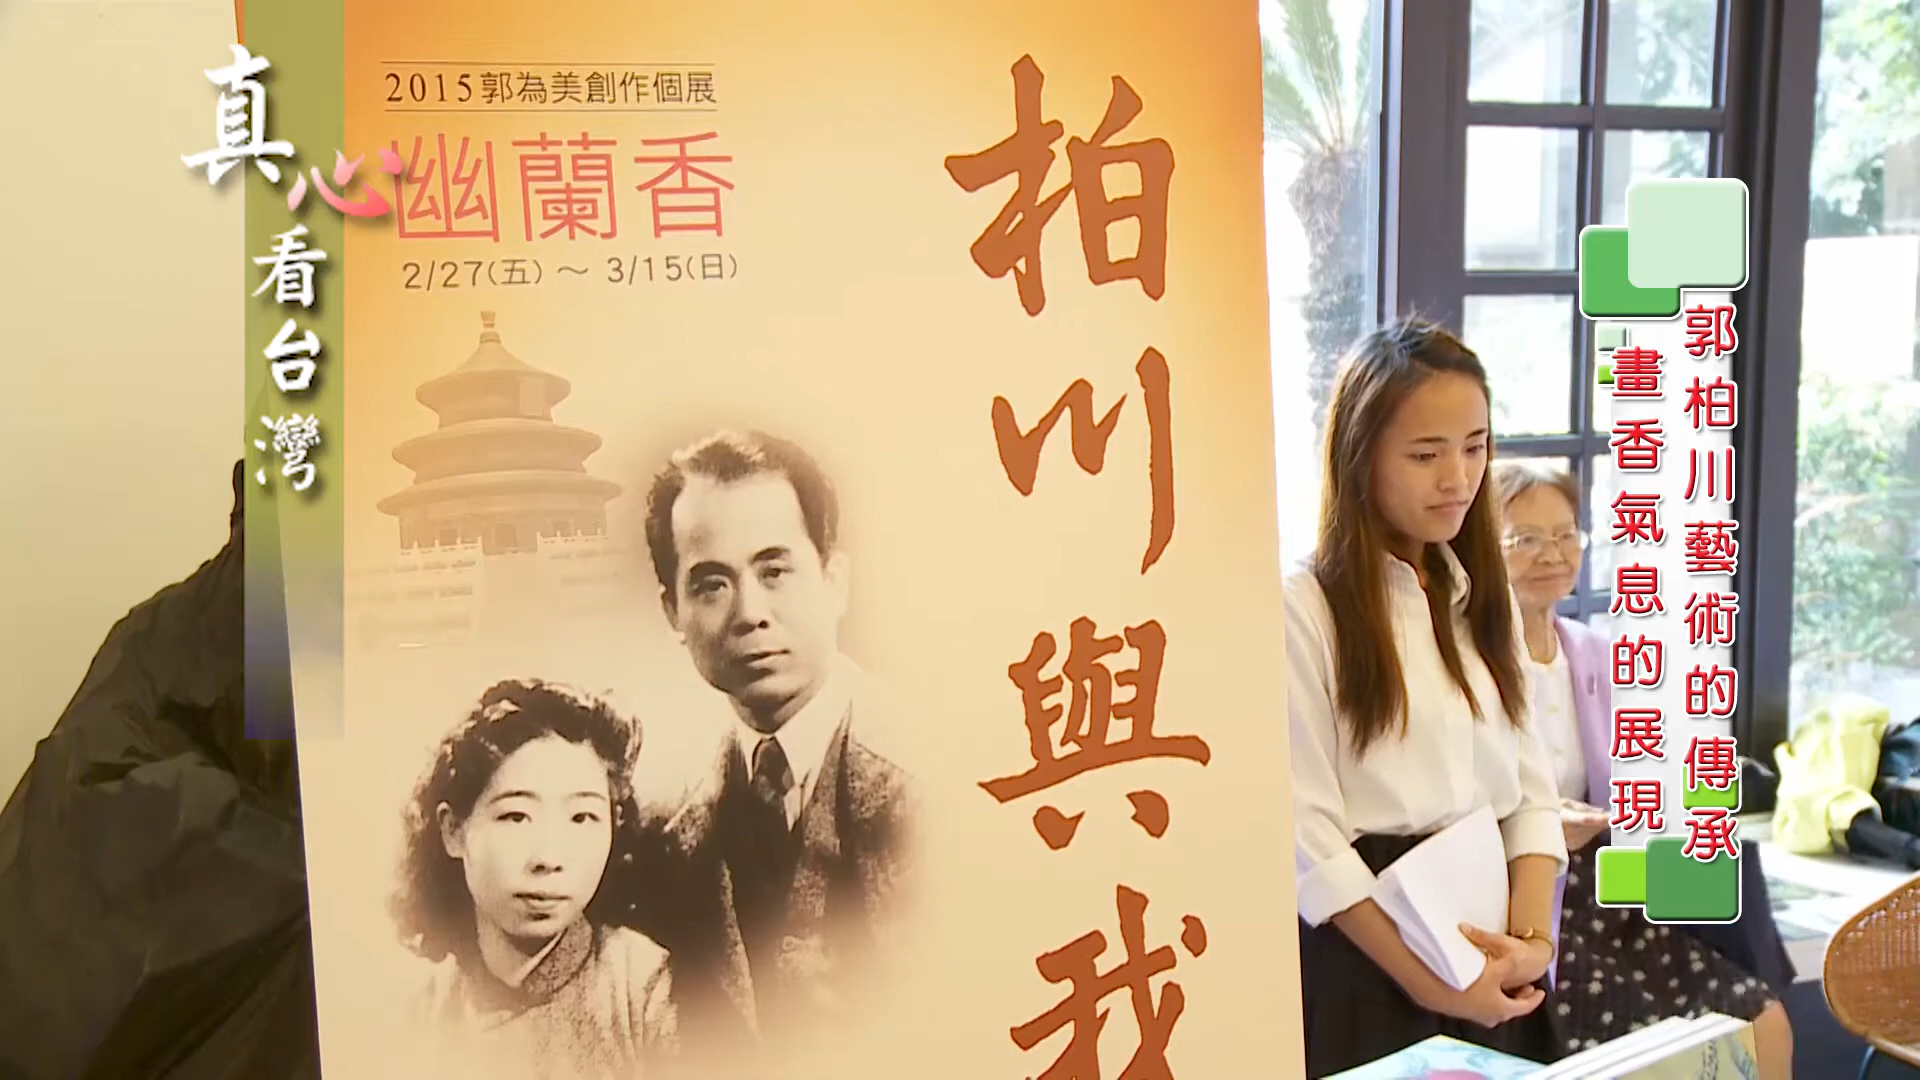 真心看台灣
2015郭為美創作個展
幽蘭香
2/27(五)～3/15(日)
柏川與我
郭柏川藝術的傳承
畫香氣息的展現